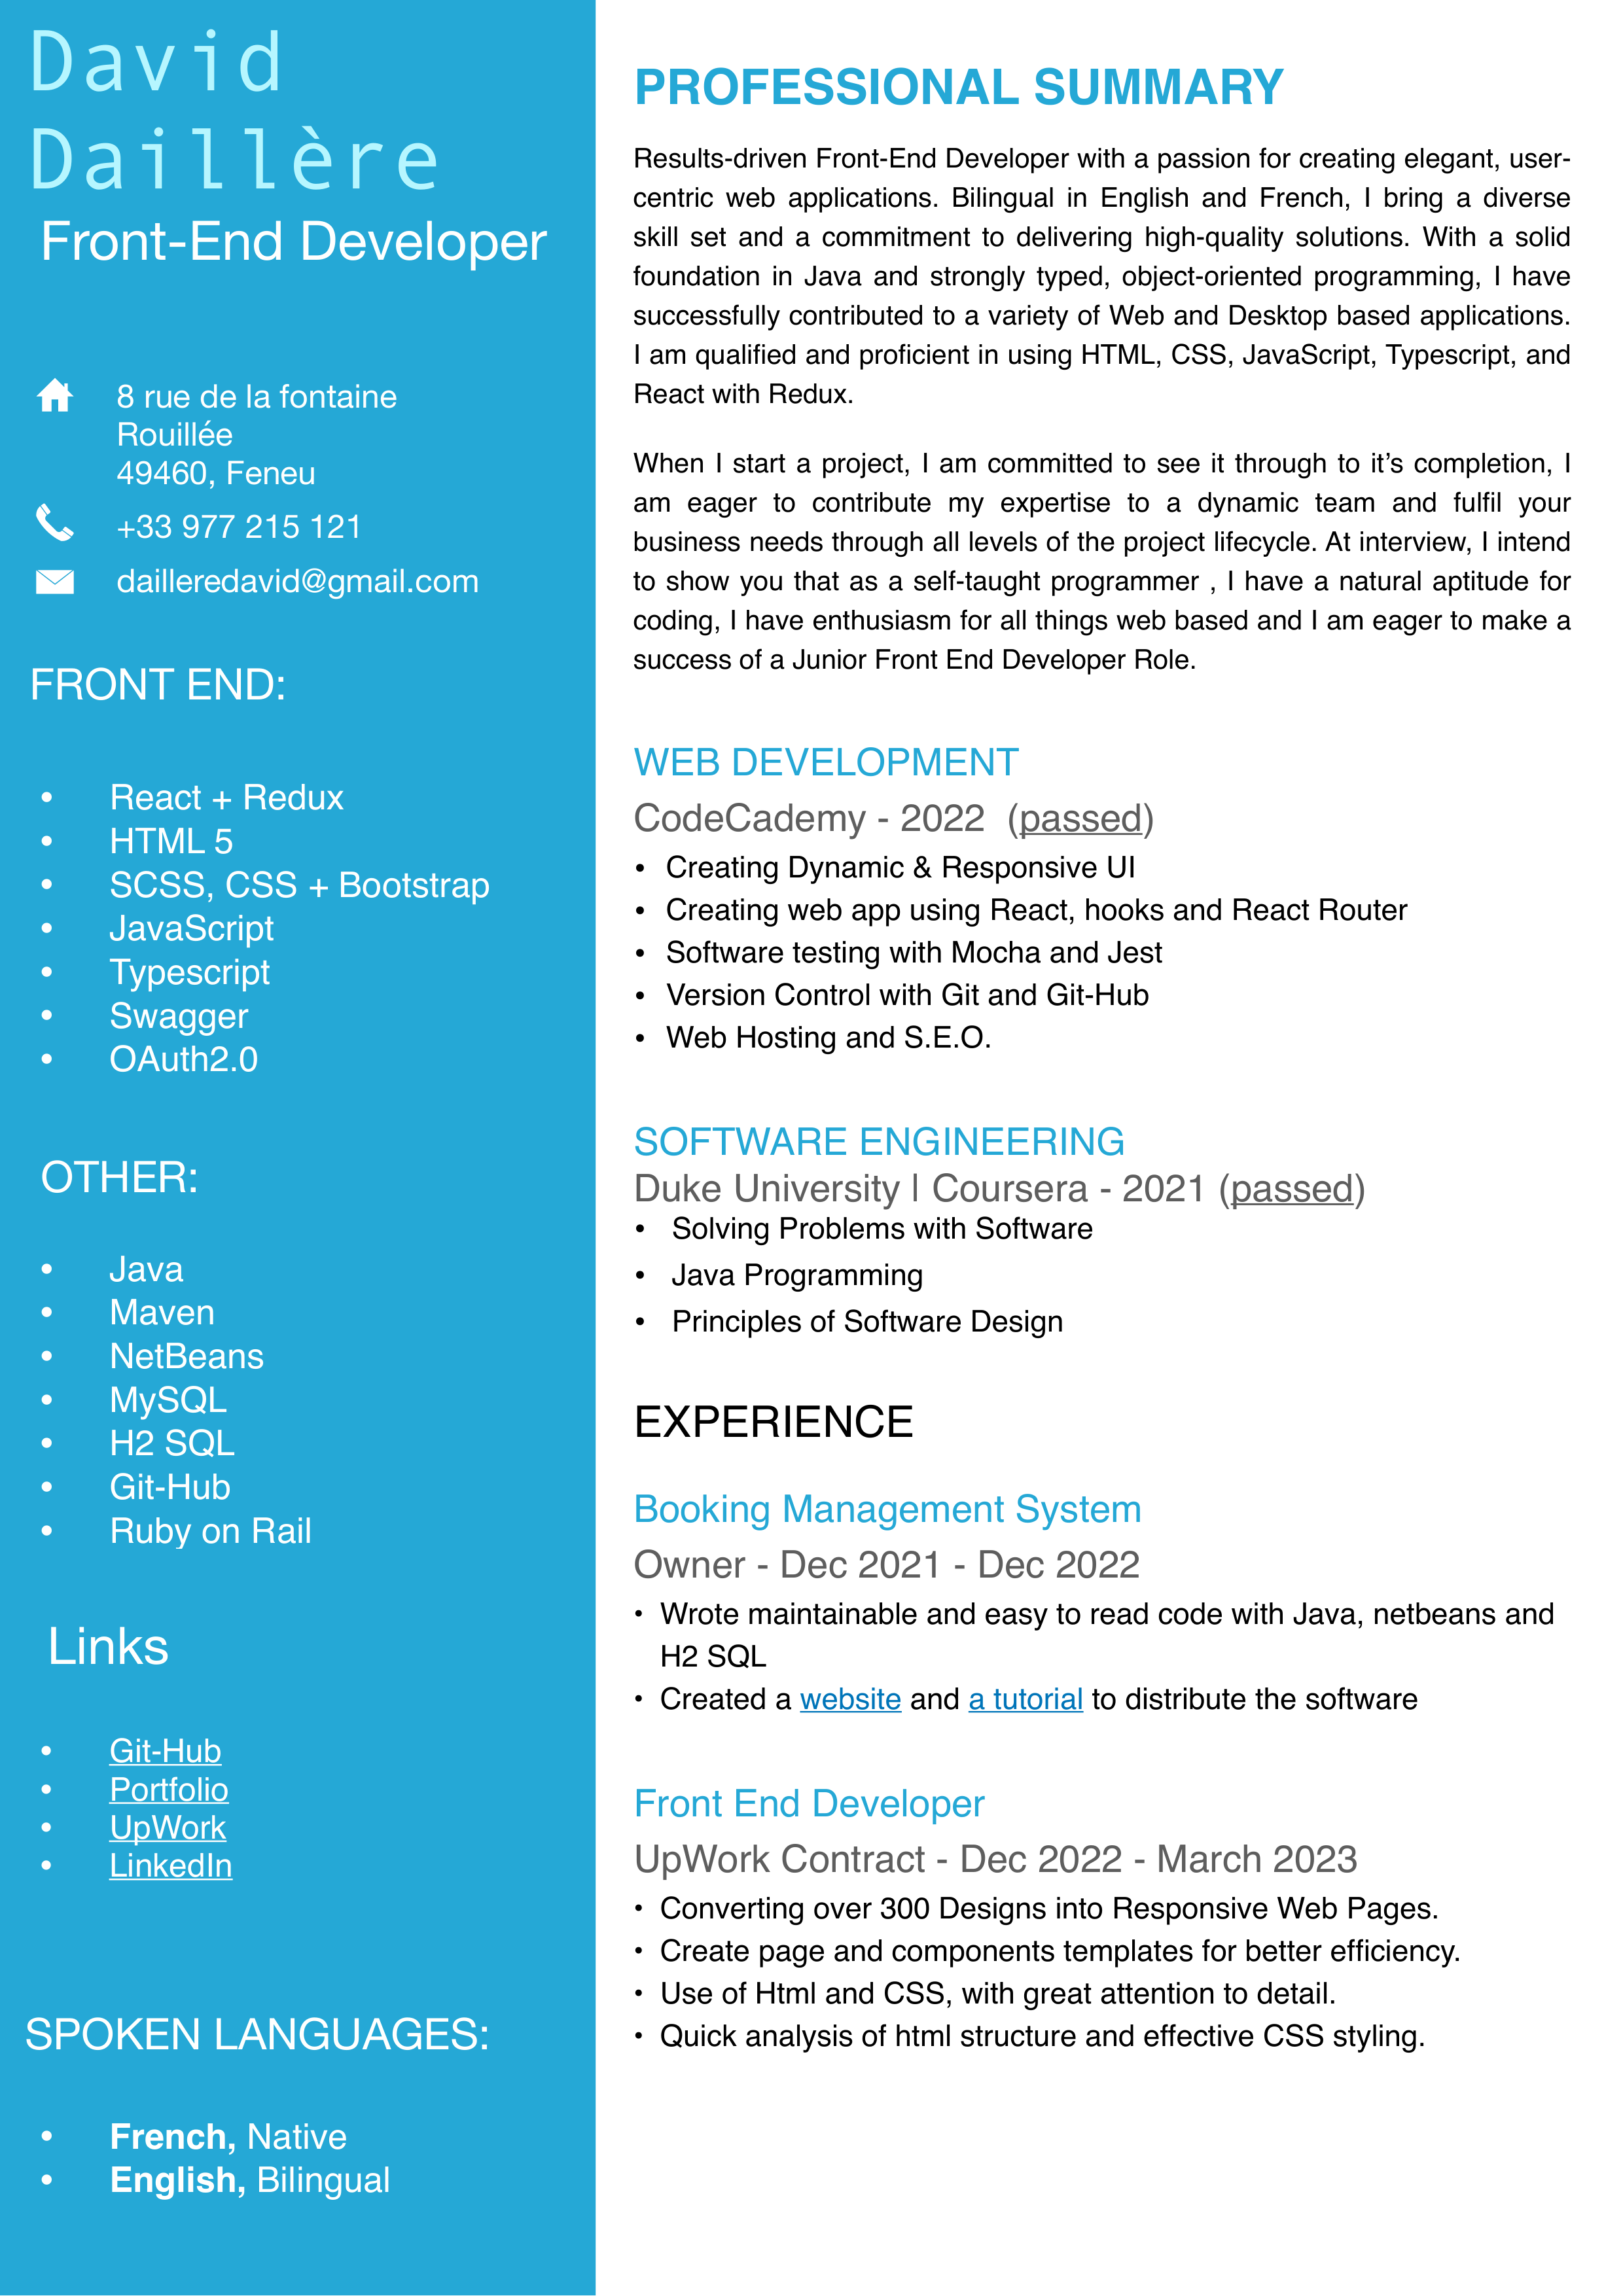 David
Daillère
Front-End Developer
8 rue de la fontaine
Rouillée
49460, Feneu
+33 977 215 121
dailleredavid@gmail.com
FRONT END:
• React + Redux
• HTML 5
• SCSS, CSS + Bootstrap
• JavaScript
• Typescript
• Swagger
• OAuth2.0
OTHER:
• Java
• Maven
• NetBeans
• MySQL
• H2 SQL
• Git-Hub
• Ruby on Rail
Links
• Git-Hub
• Portfolio
• UpWork
• LinkedIn
SPOKEN LANGUAGES:
• French, Native
• English, Bilingual
PROFESSIONAL SUMMARY
Results-driven Front-End Developer with a passion for creating elegant, user-
centric web applications. Bilingual in English and French, I bring a diverse
skill set and a commitment to delivering high-quality solutions. With a solid
foundation in Java and strongly typed, object-oriented programming, I have
successfully contributed to a variety of Web and Desktop based applications.
I am qualified and proficient in using HTML, CSS, JavaScript, Typescript, and
React with Redux.
When I start a project, I am committed to see it through to it’s completion, I
am eager to contribute my expertise to a dynamic team and fulfil your
business needs through all levels of the project lifecycle. At interview, I intend
to show you that as a self-taught programmer , I have a natural aptitude for
coding, I have enthusiasm for all things web based and I am eager to make a
success of a Junior Front End Developer Role.
WEB DEVELOPMENT
CodeCademy - 2022 (passed)
• Creating Dynamic & Responsive UI
• Creating web app using React, hooks and React Router
• Software testing with Mocha and Jest
• Version Control with Git and Git-Hub
• Web Hosting and S.E.O.
SOFTWARE ENGINEERING
Duke University | Coursera - 2021 (passed)
• Solving Problems with Software
• Java Programming
• Principles of Software Design
EXPERIENCE
Booking Management System
Owner - Dec 2021 - Dec 2022
• Wrote maintainable and easy to read code with Java, netbeans and
H2 SQL
• Created a website and a tutorial to distribute the software
Front End Developer
UpWork Contract - Dec 2022 - March 2023
• Converting over 300 Designs into Responsive Web Pages.
• Create page and components templates for better efficiency.
• Use of Html and CSS, with great attention to detail.
• Quick analysis of html structure and effective CSS styling.